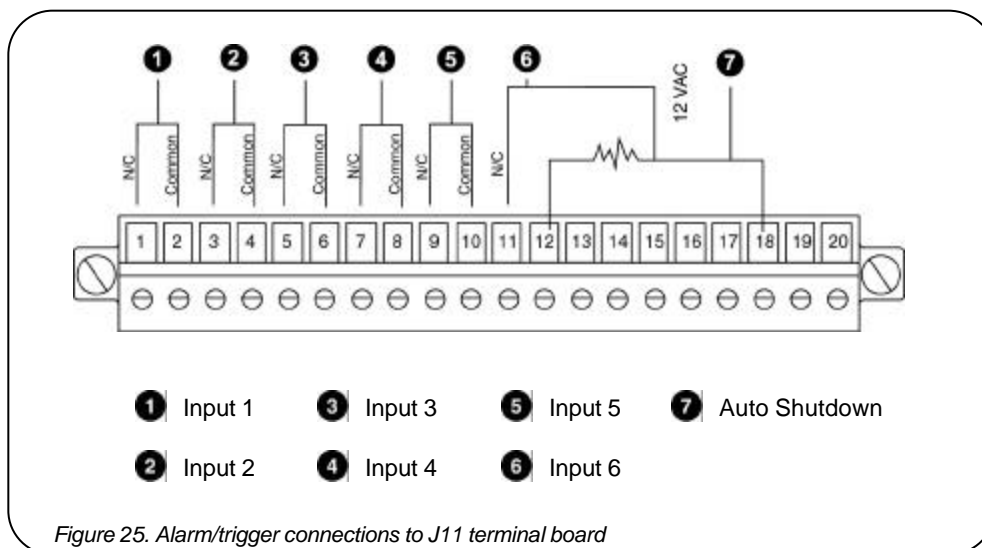 1 2 3 4 5 6 7
12 VAC
N/C Common N/C Common N/C Common N/C Common N/C Common N/C
1 2 3 4 5 6 7 8 9 10 11 12 13 14 15 16 17 18 19 20
1 Input 1 3 Input 3 5 Input 5 7 Auto Shutdown
2 Input 2 4 Input 4 6 Input 6
Figure 25. Alarm/trigger connections to J11 terminal board